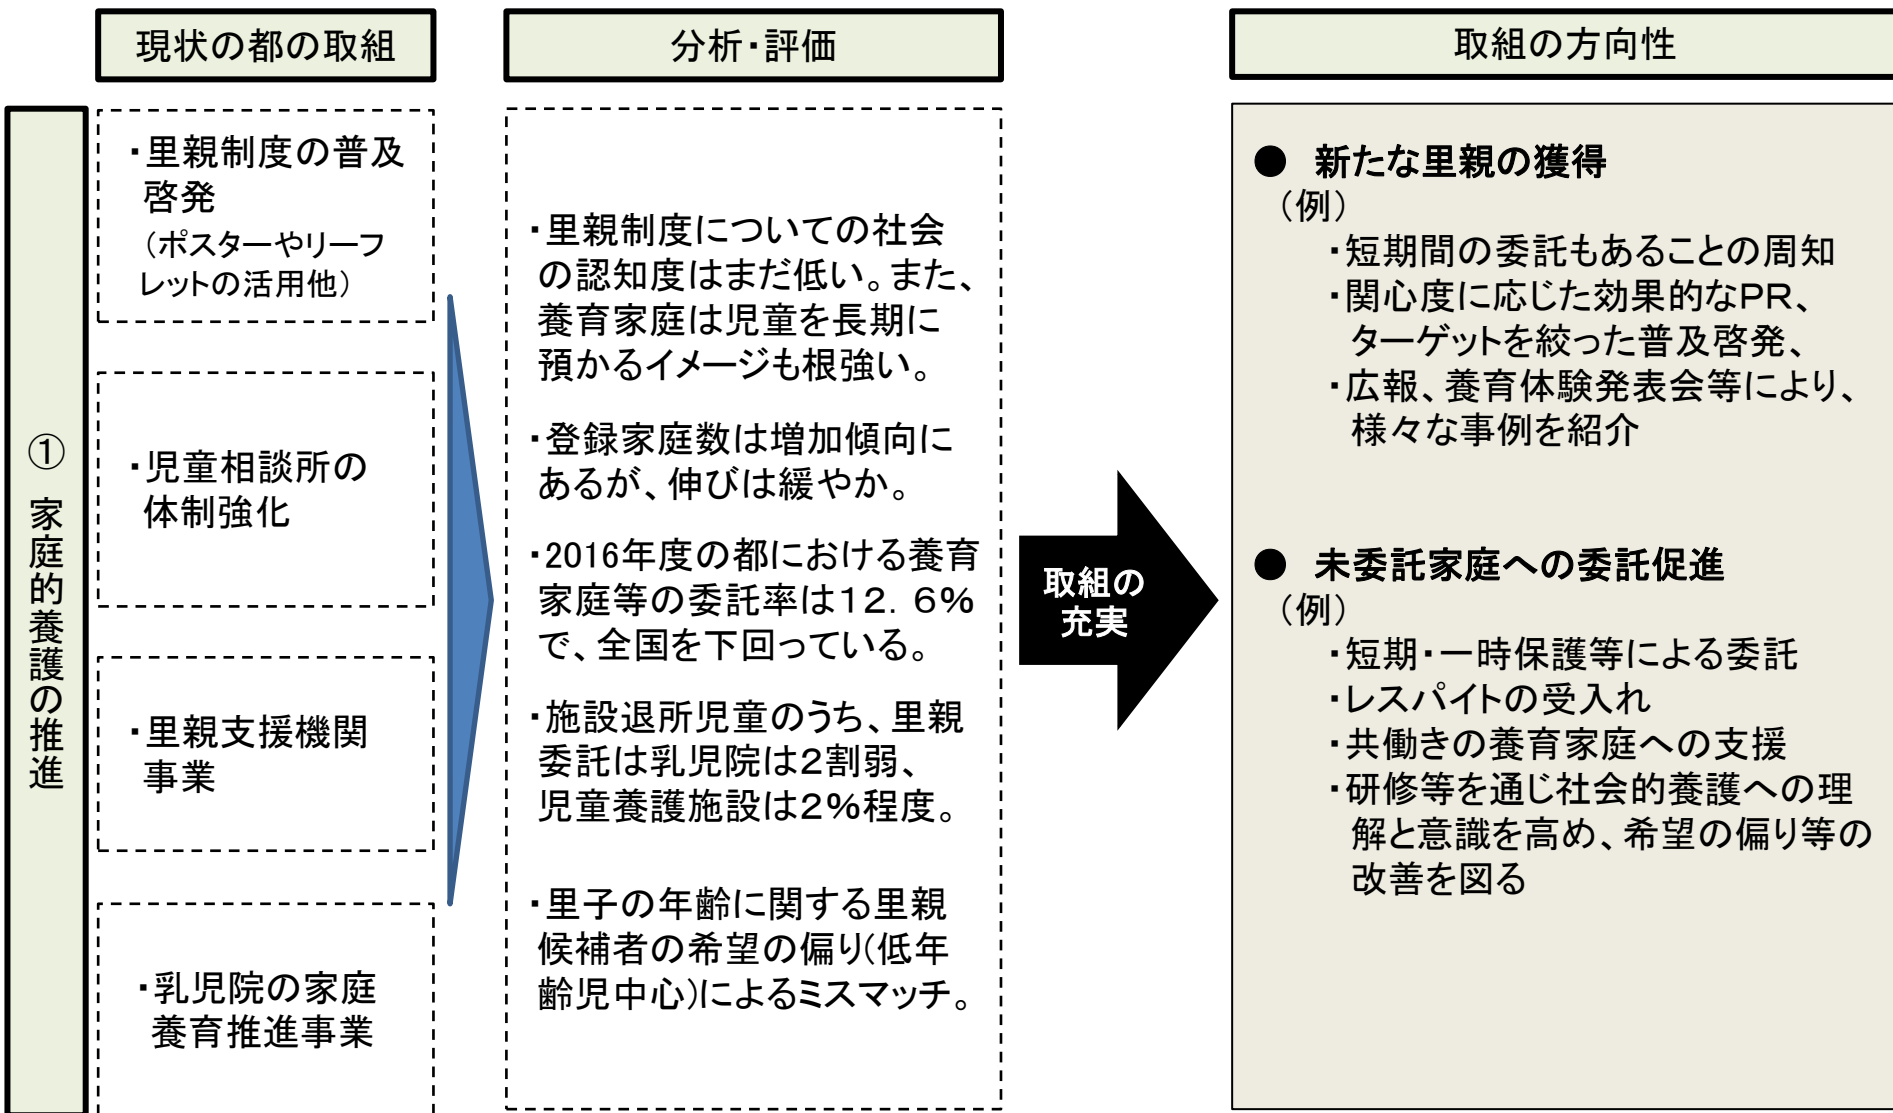 現状の都の取組
分析・評価
取組の方向性
① 家庭的養護の推進
・里親制度の普及
啓発
（ポスターやリーフ
レットの活用他）
・児童相談所の
体制強化
・里親支援機関
事業
・乳児院の家庭
養育推進事業
・里親制度についての社会
の認知度はまだ低い。また、
養育家庭は児童を長期に
預かるイメージも根強い。
・登録家庭数は増加傾向に
あるが、伸びは緩やか。
・2016年度の都における養育
家庭等の委託率は１２．６％
で、全国を下回っている。
・施設退所児童のうち、里親
委託は乳児院は２割弱、
児童養護施設は２％程度。
・里子の年齢に関する里親
候補者の希望の偏り(低年
齢児中心)によるミスマッチ。
取組の
充実
● 新たな里親の獲得
（例）
・短期間の委託もあることの周知
・関心度に応じた効果的なＰＲ、
ターゲットを絞った普及啓発、
・広報、養育体験発表会等により、
様々な事例を紹介
● 未委託家庭への委託促進
（例）
・短期・一時保護等による委託
・レスパイトの受入れ
・共働きの養育家庭への支援
・研修等を通じ社会的養護への理
解と意識を高め、希望の偏り等の
改善を図る